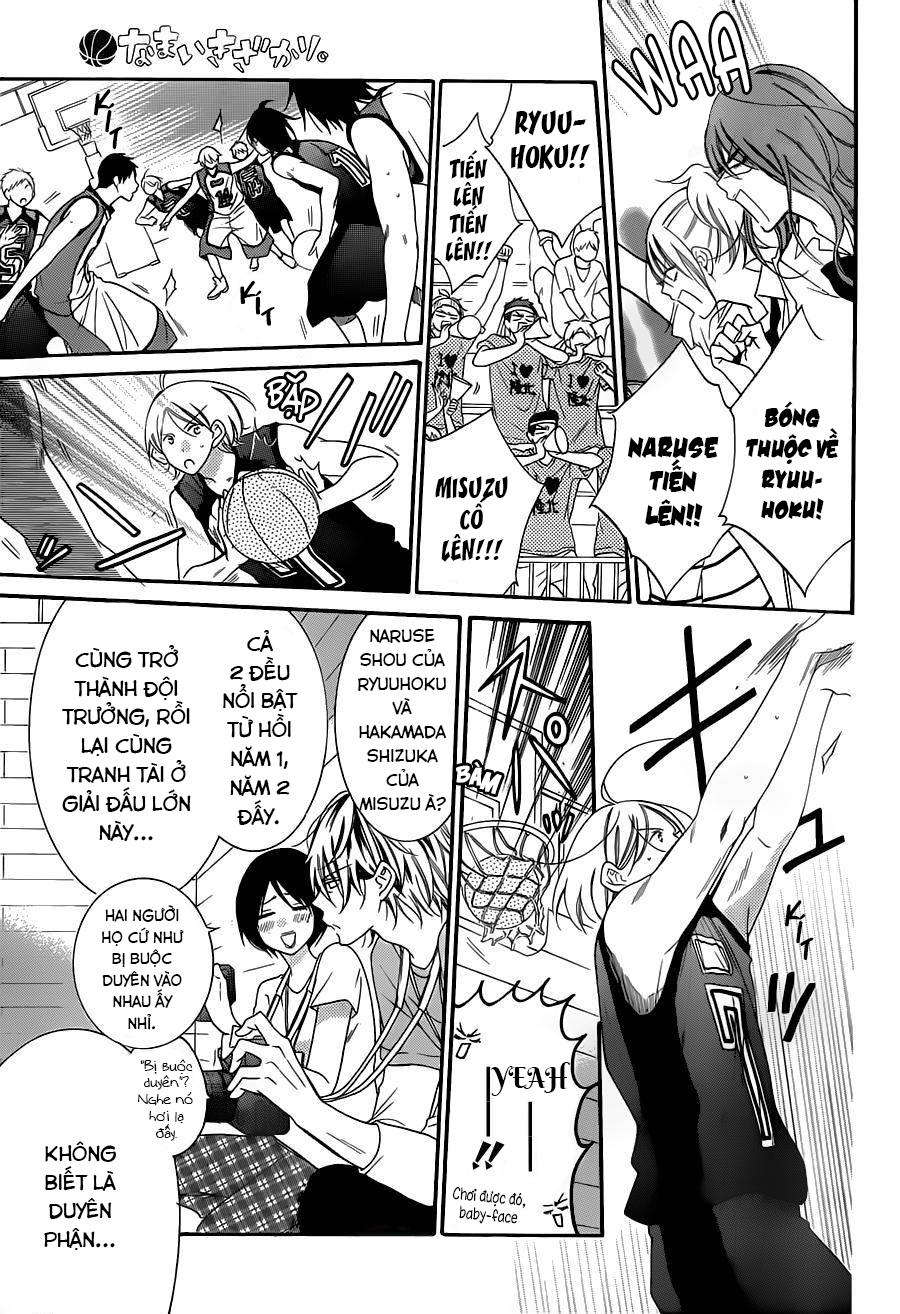 なまいきざかり。
WAA
BÓNG
THUỘC VỀ
RYUU-
HOKU!
NARUSE
TIẾN
LÊN!!
RYUU-
HOKU!!
TIẾN
LÊN
TIẾN
LÊN!!
I ♥
I ♥
I ♥
MISUZU
CỐ
LÊN!!!
KÍT
KÍT
14
5
BẮP
KÍT
7
BÀM
YEAH
!!
Chơi được đó,
baby-face
NARUSE
SHOU CỦA
RYUUHOKU
VÀ
HAKAMADA
SHIZUKA
CỦA
MISUZU À?
CẢ
2 ĐỀU
NỔI BẬT
TỪ HỒI
NĂM 1,
NĂM 2
ĐẤY.
CÙNG TRỞ
THÀNH ĐỘI
TRƯỞNG, RỒI
LẠI CÙNG
TRANH TÀI Ở
GIẢI ĐẤU LỚN
NÀY...
HAI NGƯỜI
HỌ CỨ NHƯ
BỊ BUỘC
DUYÊN VÀO
NHAU ẤY
NHỈ.
"Bị buộc
duyên"?
Nghe nó
hơi lạ
đấy.
KHÔNG
BIẾT LÀ
DUYÊN
PHẬN...